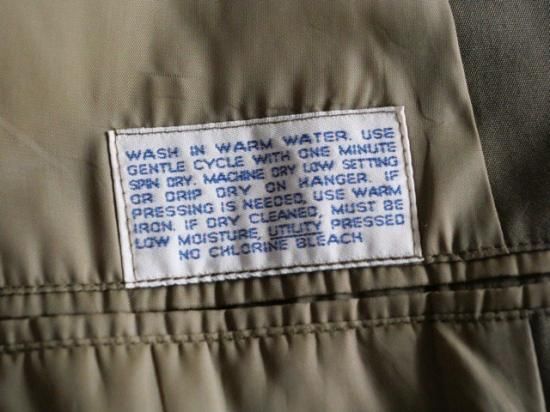 WASH IN WARM WATER. USE
GENTLE CYCLE WITH ONE MINUTE
SPIN DRY. MACHINE DRY LOW SETTING
OR DRIP DRY ON HANGER. IF
PRESSING IS NEEDED, USE WARM
IRON. IF DRY CLEANED, MUST BE
LOW MOISTURE, UTILITY PRESSED
NO CHLORINE BLEACH